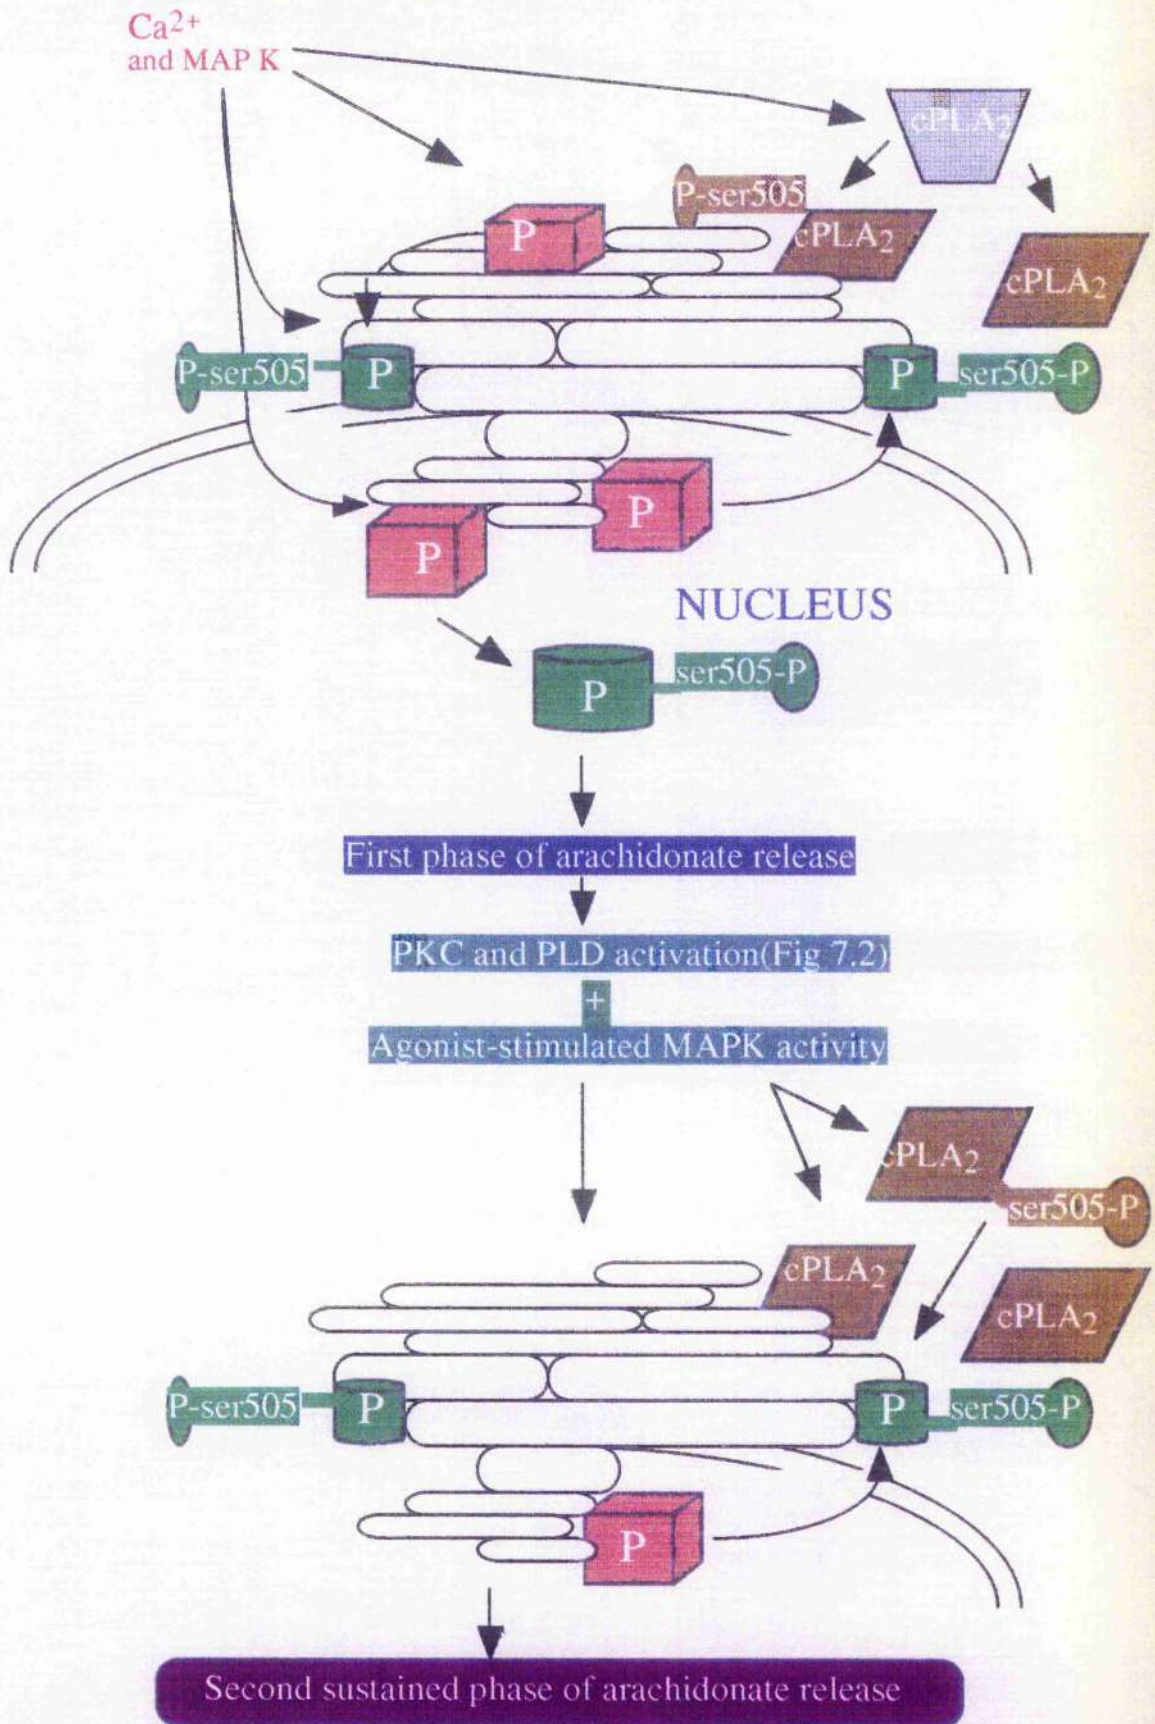 Ca2+
and MAP K
cPLA2
P-ser505
P
cPLA2
cPLA2
P-ser505
P
P
ser505-P
P
P
NUCLEUS
P
ser505-P
First phase of arachidonate release
PKC and PLD activation(Fig 7.2)
+
Agonist-stimulated MAPK activity
cPLA2
ser505-P
cPLA2
cPLA2
P-ser505
P
P
ser505-P
P
Second sustained phase of arachidonate release